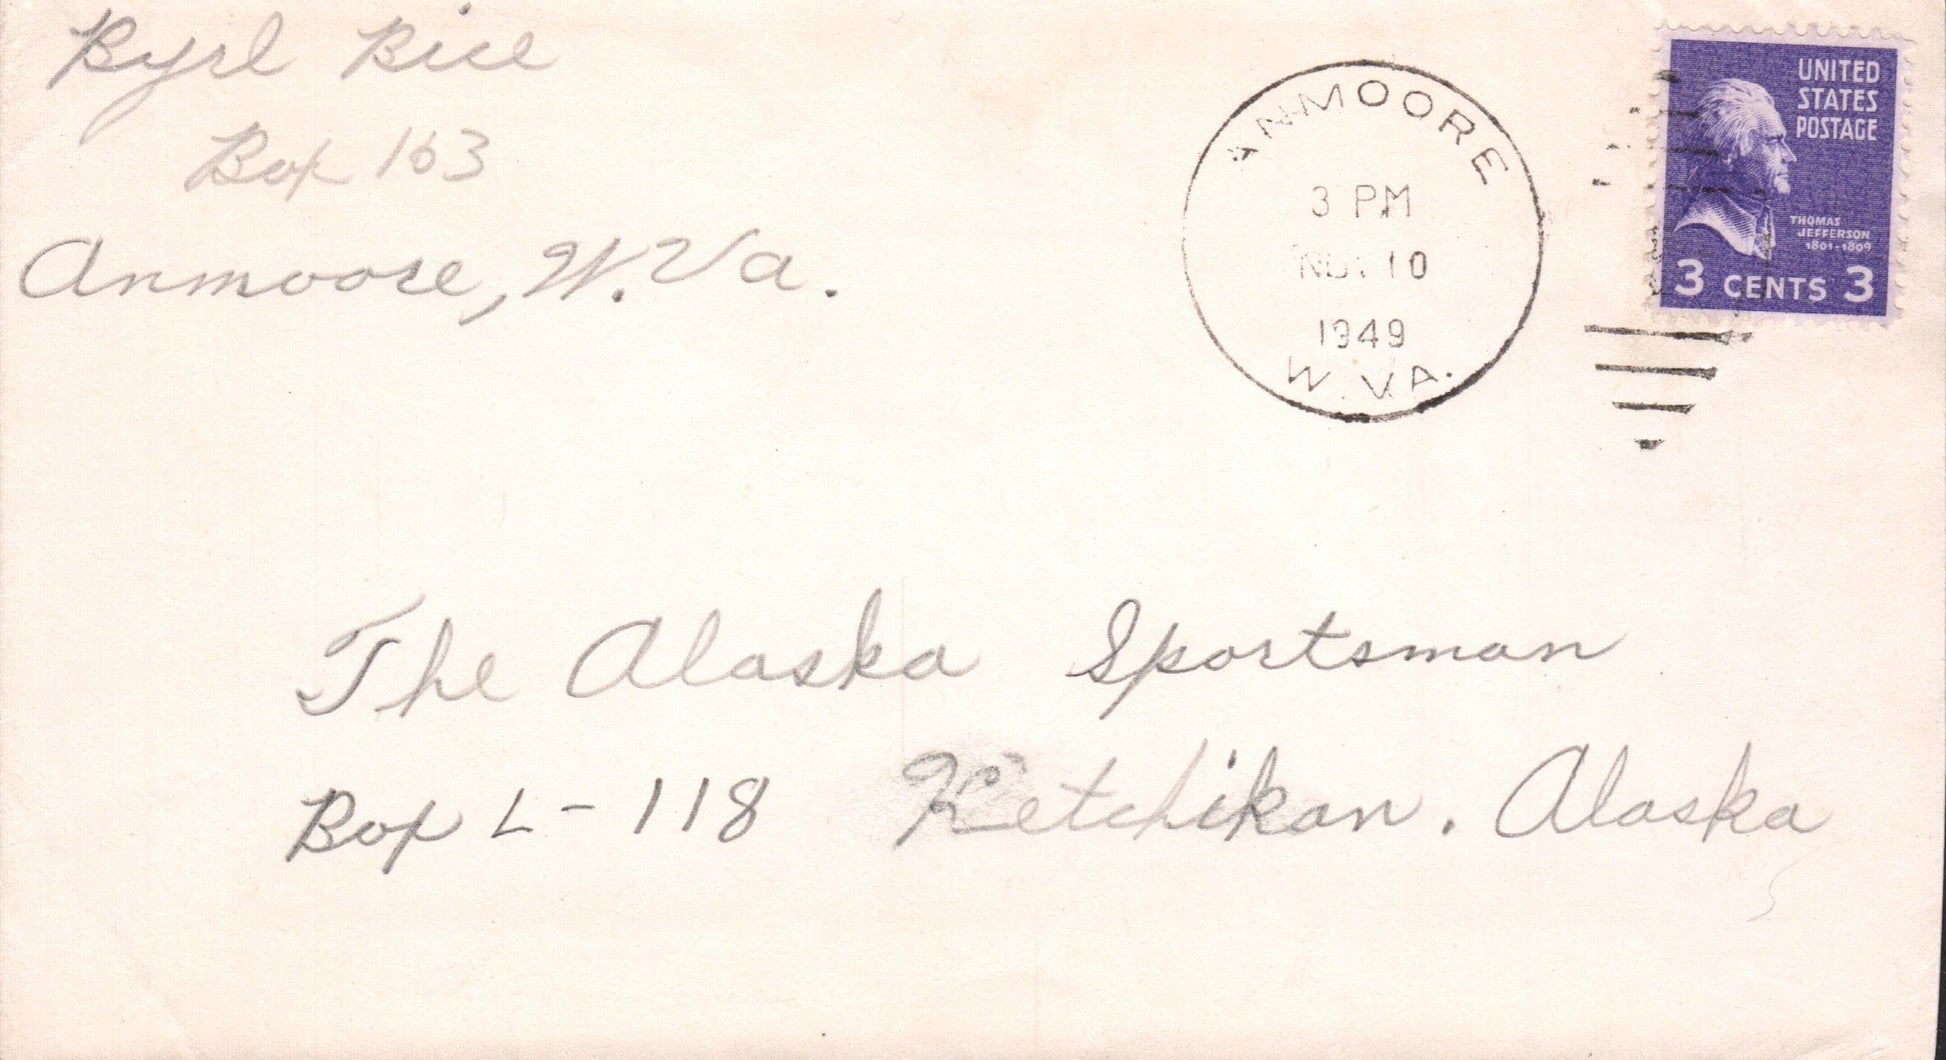 Byrl Rice
Box 163
Anmoore, W. Va.
ANMOORE
3 PM
NOV 10
1949
W. VA.
UNITED
STATES
POSTAGE
THOMAS
JEFFERSON
1801-1809
3 CENTS 3
The Alaska Sportsman
Box L-118 Ketchikan. Alaska